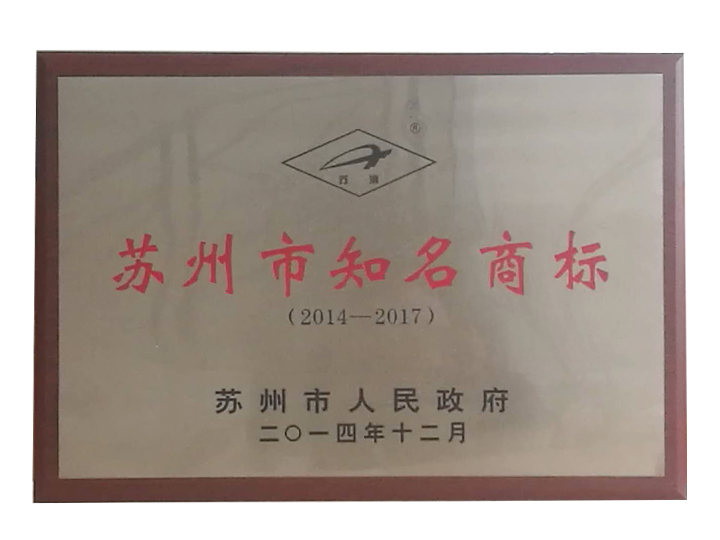 ®
苏州市知名商标
（2014—2017）
苏州市人民政府
二〇一四年十二月